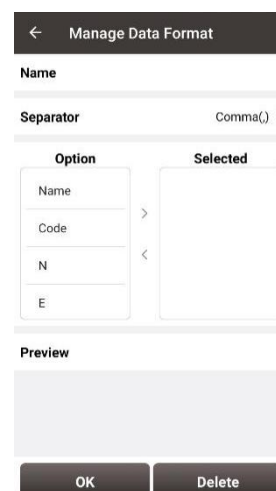 ← Manage Data Format
Name
Separator Comma(,)
Option Selected
Name
Code
>
<
N
E
Preview
OK Delete